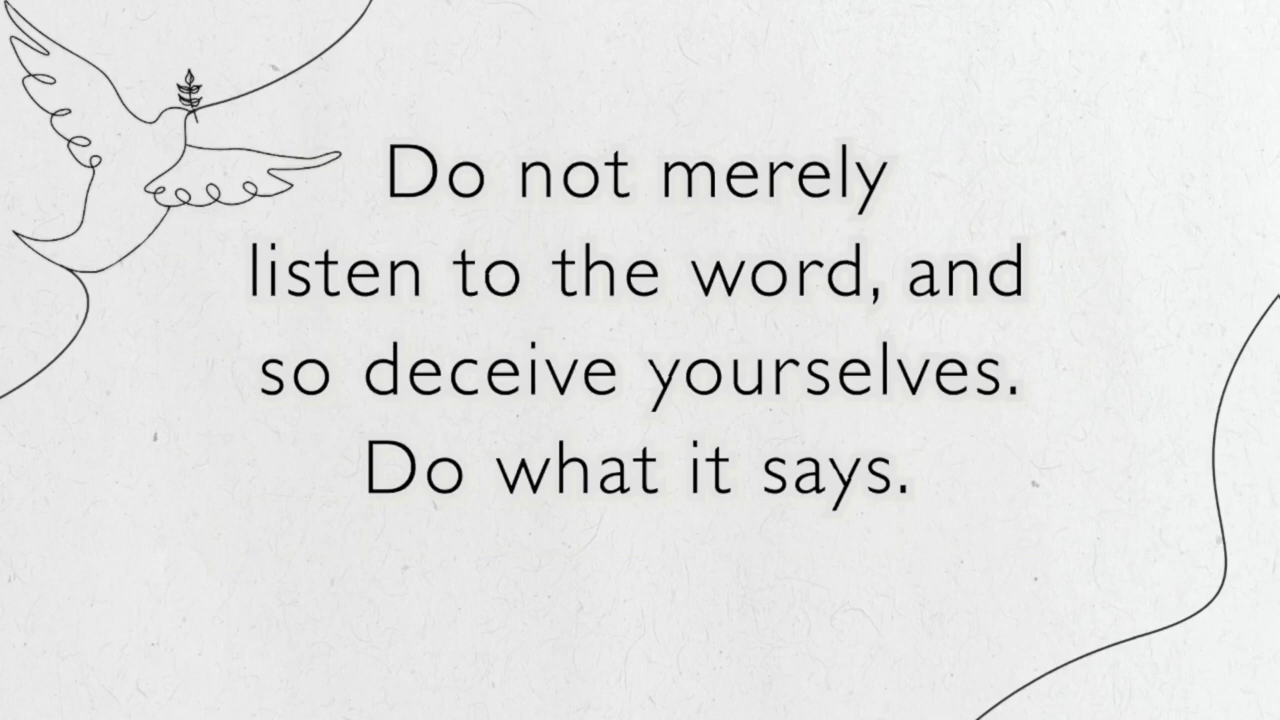 Do not merely
listen to the word, and
so deceive yourselves.
Do what it says.